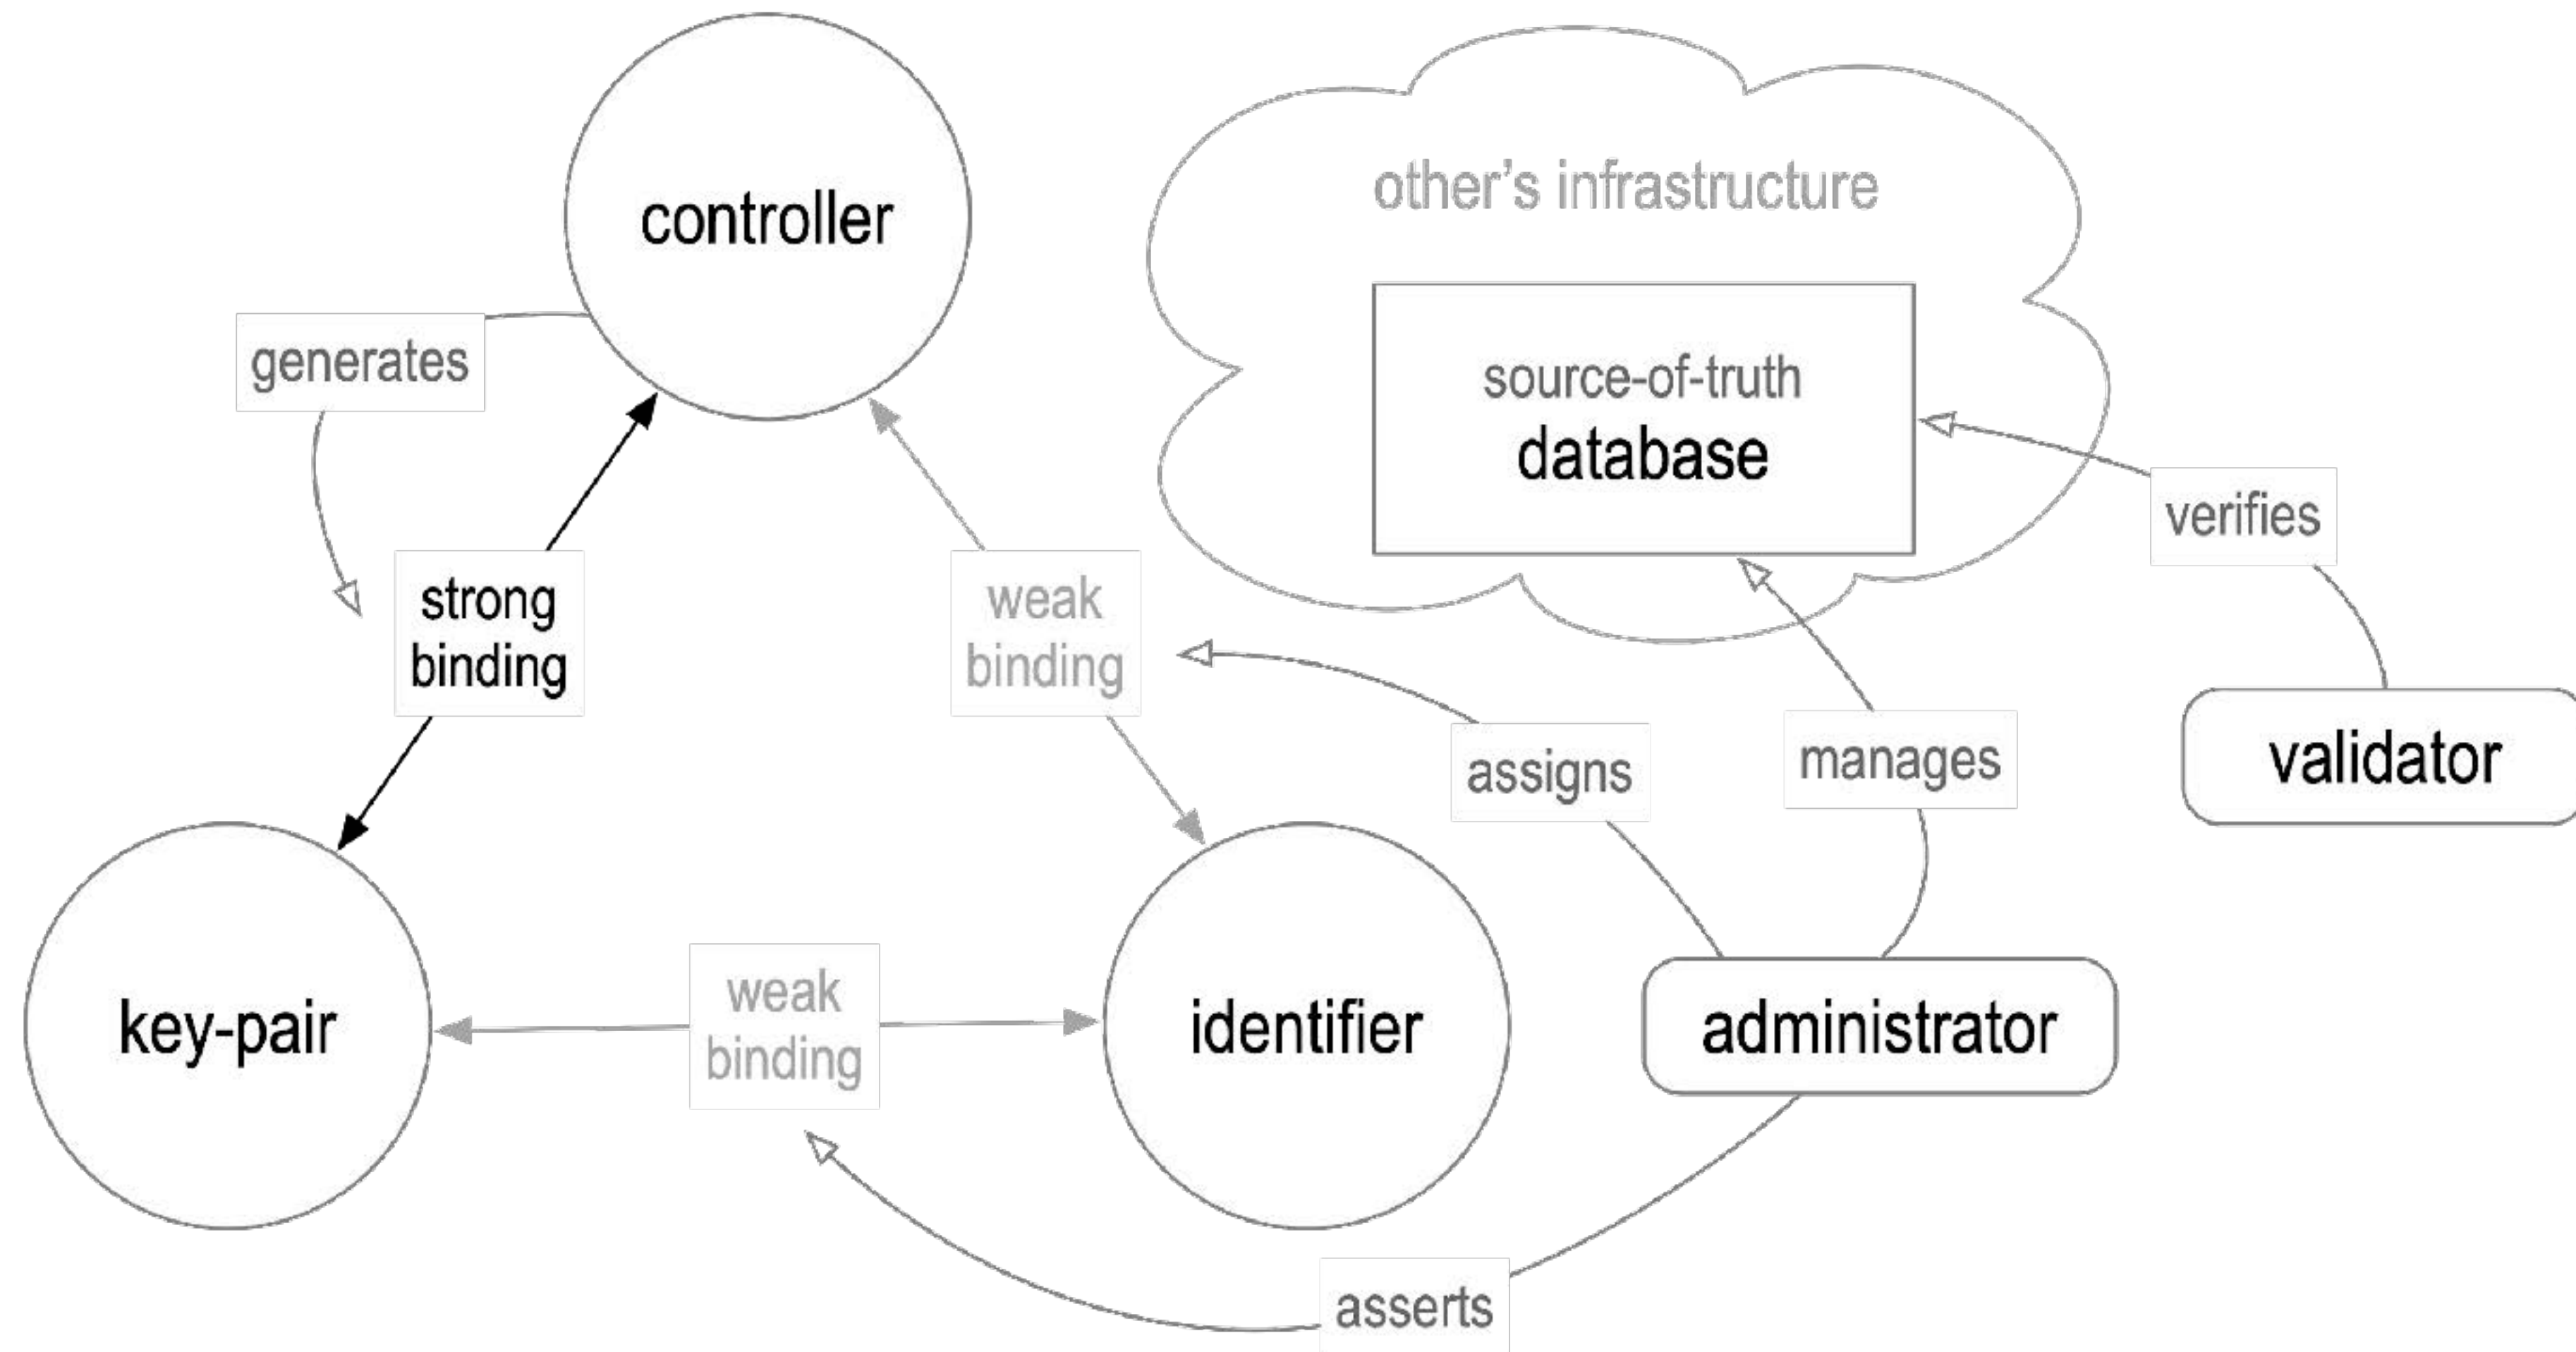 controller
other's infrastructure
generates
source-of-truth
database
verifies
strong
binding
weak
binding
assigns
manages
validator
key-pair
weak
binding
identifier
administrator
asserts